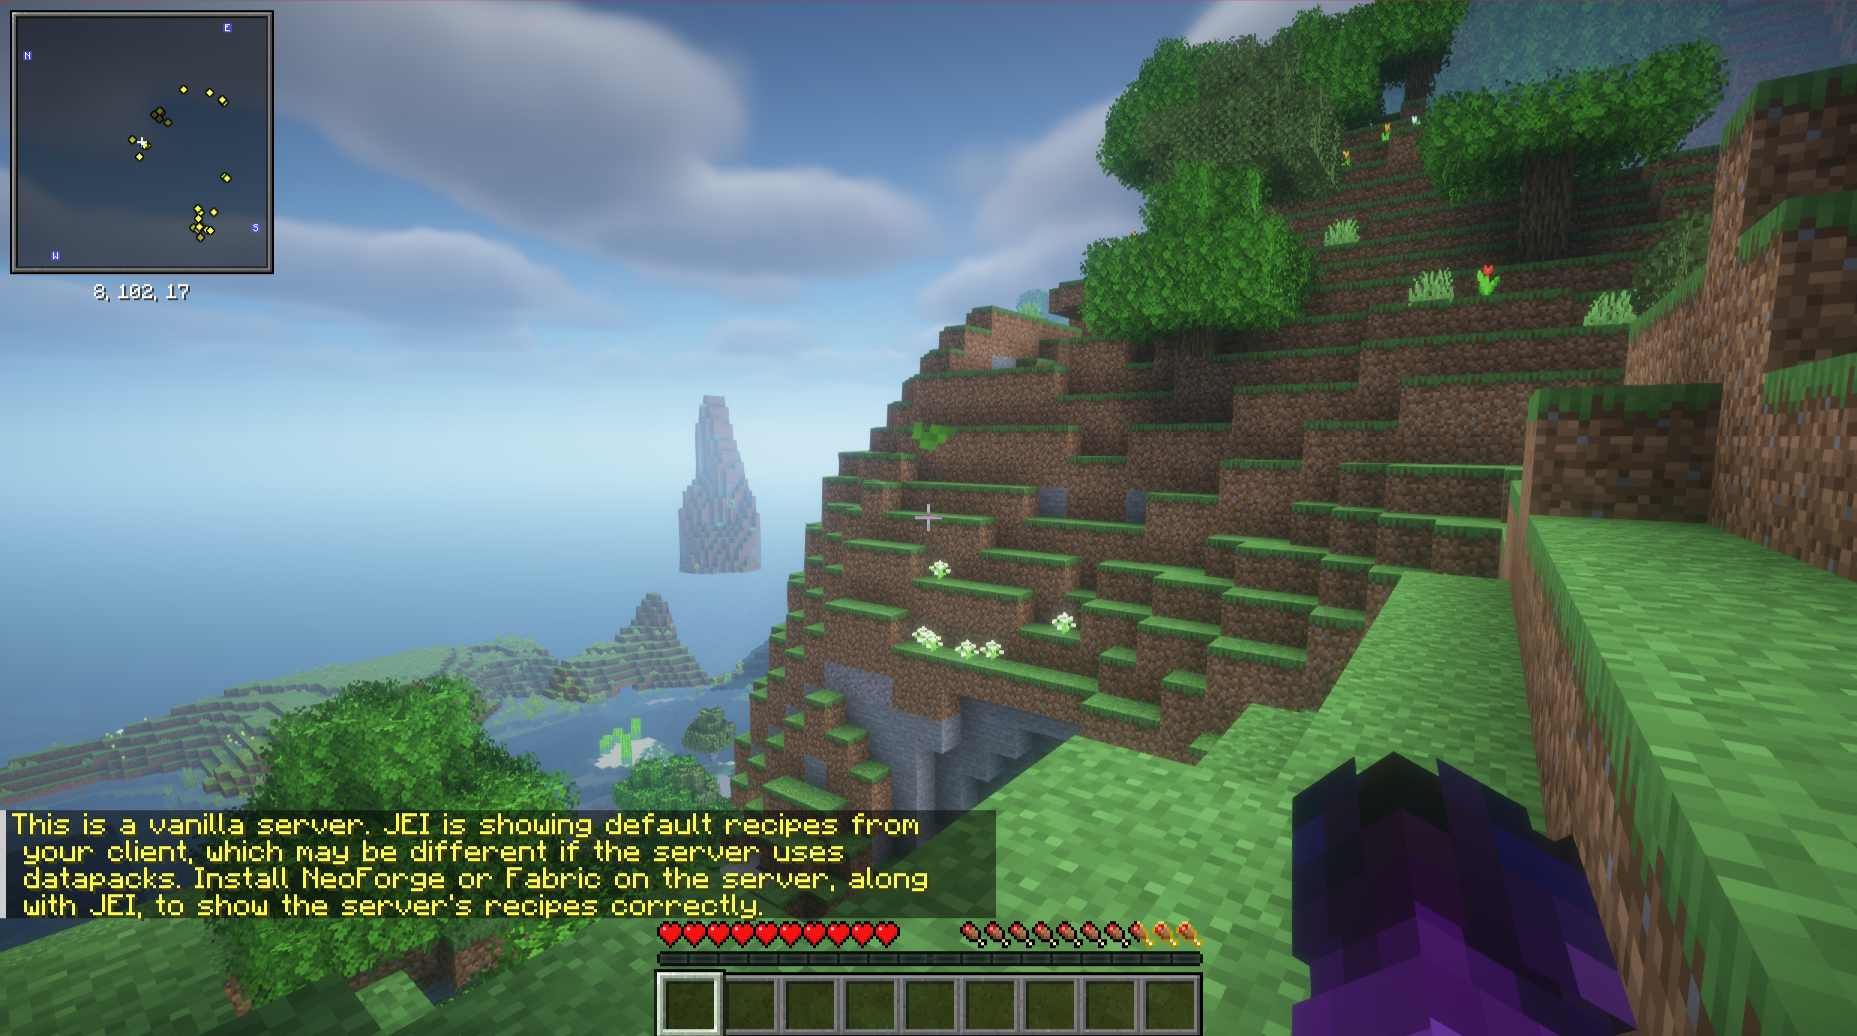 E
N
S
W
8, 102, 17
This is a vanilla server. JEI is showing default recipes from
your client, which may be different if the server uses
datapacks. Install NeoForge or Fabric on the server, along
with JEI, to show the server's recipes correctly.